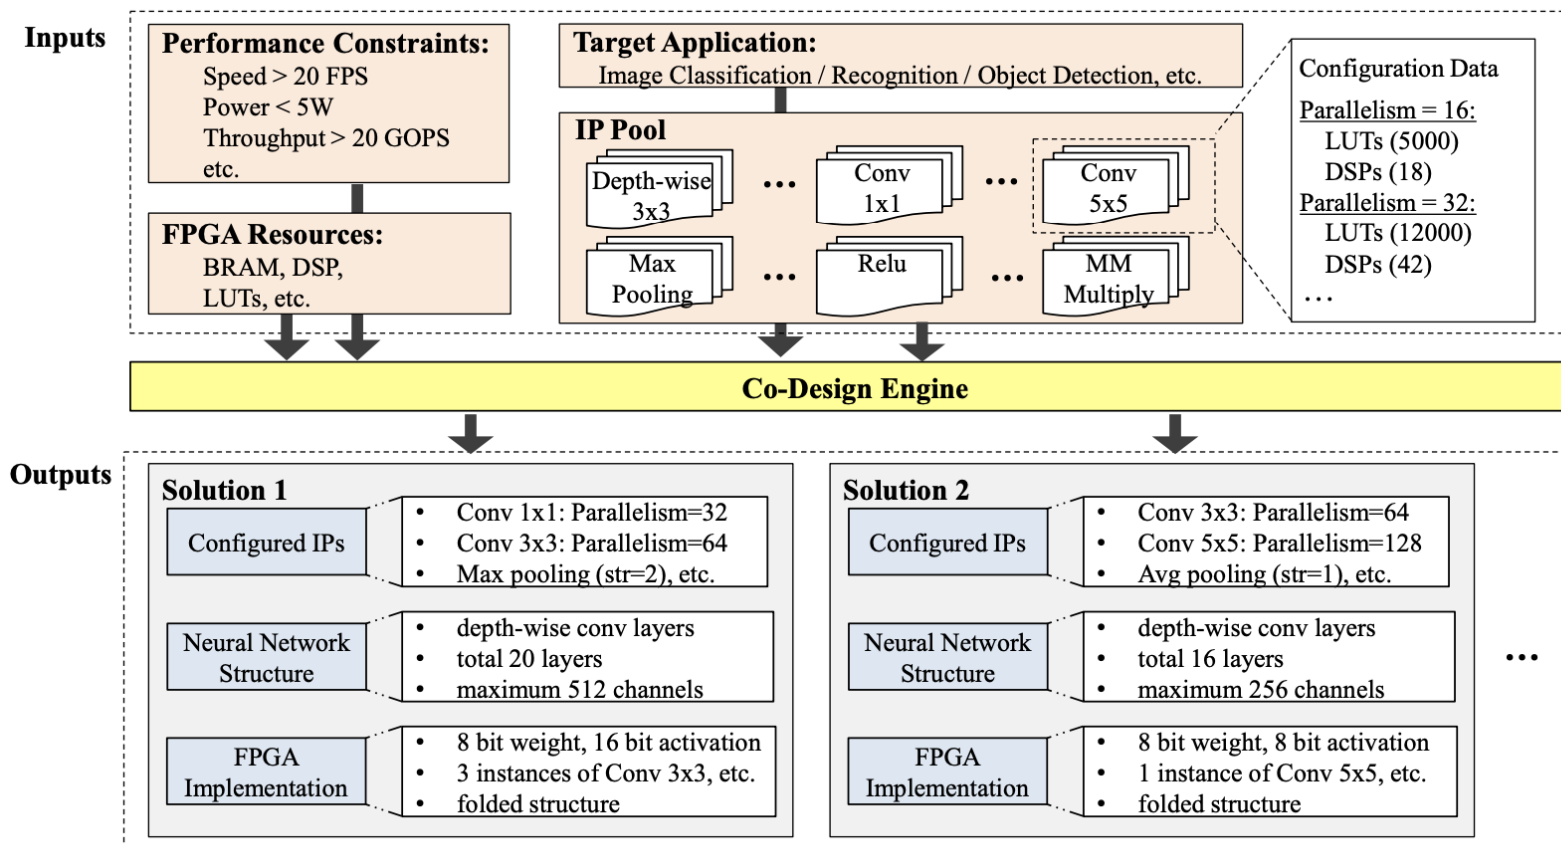 Inputs
Performance Constraints:
Speed > 20 FPS
Power < 5W
Throughput > 20 GOPS
etc.
FPGA Resources:
BRAM, DSP,
LUTs, etc.
Target Application:
Image Classification / Recognition / Object Detection, etc.
IP Pool
Depth-wise
3x3
...
Conv
1x1
...
Conv
5x5
Max
Pooling
...
Relu
...
MM
Multiply
Configuration Data
Parallelism = 16:
LUTs (5000)
DSPs (18)
Parallelism = 32:
LUTs (12000)
DSPs (42)
...
Co-Design Engine
Outputs
Solution 1
Configured IPs
• Conv 1x1: Parallelism=32
• Conv 3x3: Parallelism=64
• Max pooling (str=2), etc.
Neural Network
Structure
• depth-wise conv layers
• total 20 layers
• maximum 512 channels
FPGA
Implementation
• 8 bit weight, 16 bit activation
• 3 instances of Conv 3x3, etc.
• folded structure
Solution 2
Configured IPs
• Conv 3x3: Parallelism=64
• Conv 5x5: Parallelism=128
• Avg pooling (str=1), etc.
Neural Network
Structure
• depth-wise conv layers
• total 16 layers
• maximum 256 channels
FPGA
Implementation
• 8 bit weight, 8 bit activation
• 1 instance of Conv 5x5, etc.
• folded structure
...